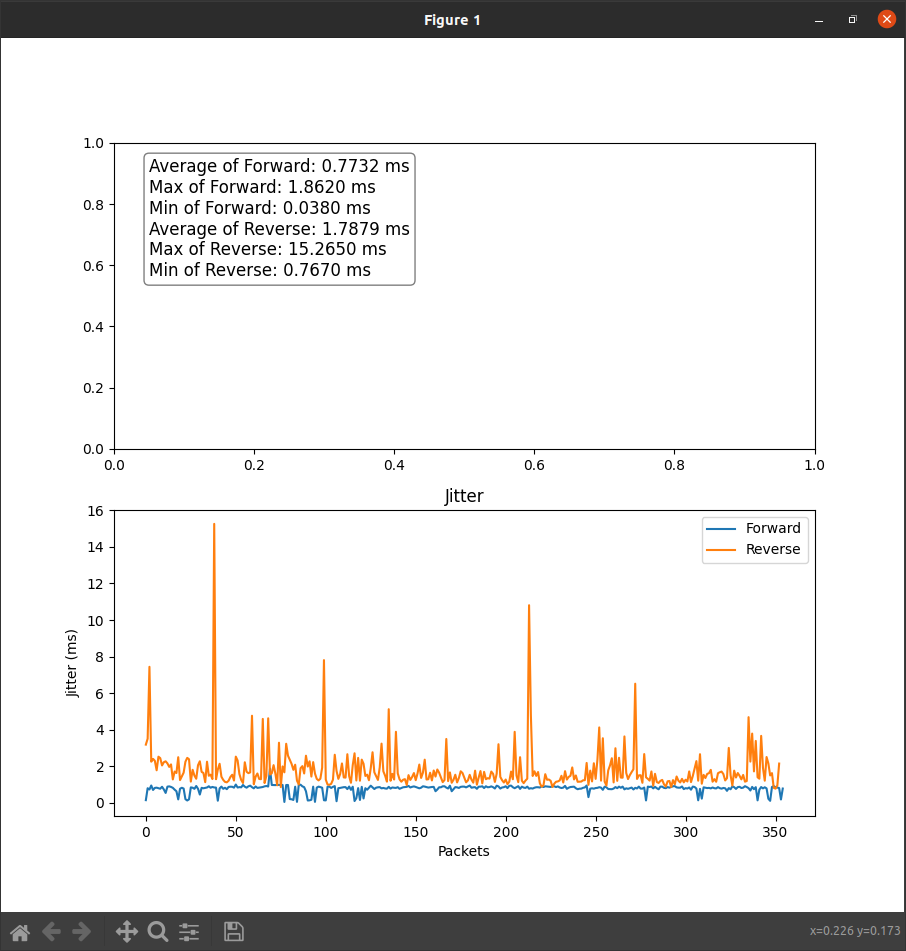 Figure 1
1.0
Average of Forward: 0.7732 ms
Max of Forward: 1.8620 ms
Min of Forward: 0.0380 ms
Average of Reverse: 1.7879 ms
Max of Reverse: 15.2650 ms
Min of Reverse: 0.7670 ms
0.8
0.6
0.4
0.2
0.0
0.0 0.2 0.4 0.6 0.8 1.0
Jitter
Forward
Reverse
Jitter (ms)
16
14
12
10
8
6
4
2
0
0 50 100 150 200 250 300 350
Packets
x=0.226 y=0.173